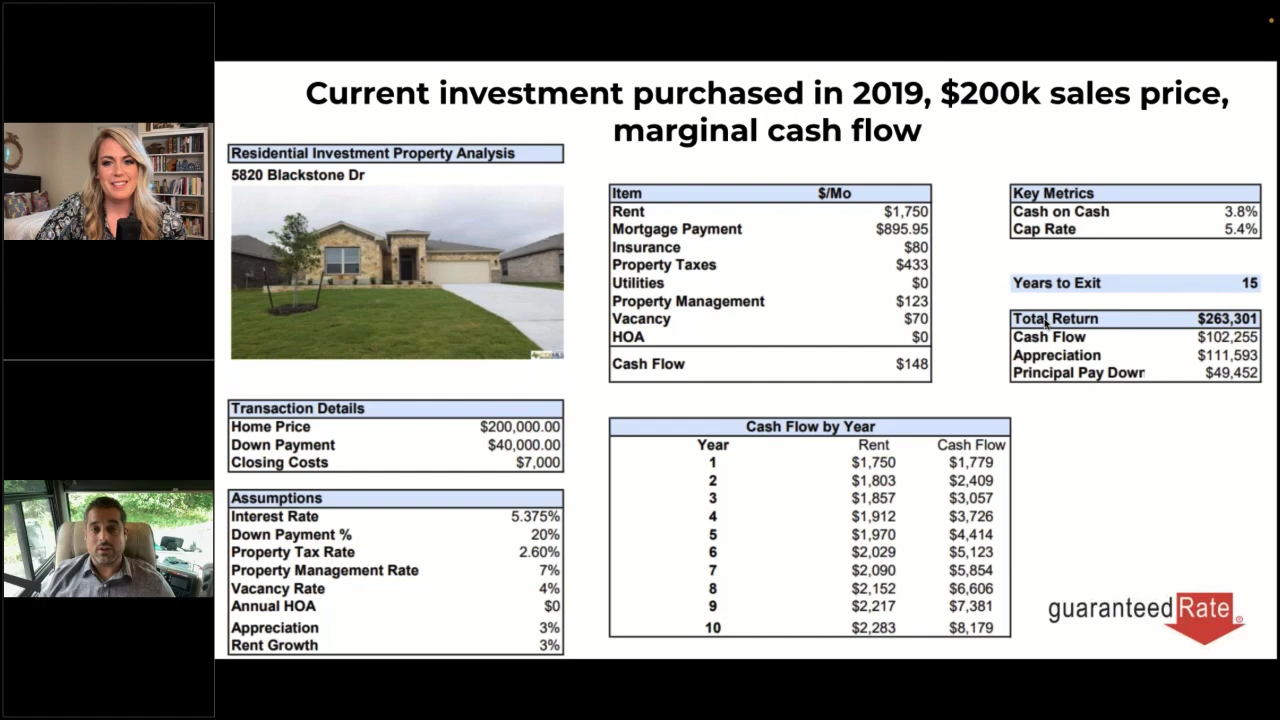 Current investment purchased in 2019, $200k sales price,
marginal cash flow
Residential Investment Property Analysis
5820 Blackstone Dr
Transaction Details
Home Price $200,000.00
Down Payment $40,000.00
Closing Costs $7,000
Assumptions
Interest Rate 5.375%
Down Payment % 20%
Property Tax Rate 2.60%
Property Management Rate 7%
Vacancy Rate 4%
Annual HOA $0
Appreciation 3%
Rent Growth 3%
Item $/Mo
Rent $1,750
Mortgage Payment $895.95
Insurance $80
Property Taxes $433
Utilities $0
Property Management $123
Vacancy $70
HOA $0
Cash Flow $148
Cash Flow by Year
Year Rent Cash Flow
1 $1,750 $1,779
2 $1,803 $2,409
3 $1,857 $3,057
4 $1,912 $3,726
5 $1,970 $4,414
6 $2,029 $5,123
7 $2,090 $5,854
8 $2,152 $6,606
9 $2,217 $7,381
10 $2,283 $8,179
Key Metrics
Cash on Cash 3.8%
Cap Rate 5.4%
Years to Exit 15
Total Return $263,301
Cash Flow $102,255
Appreciation $111,593
Principal Pay Down $49,452
guaranteed Rate